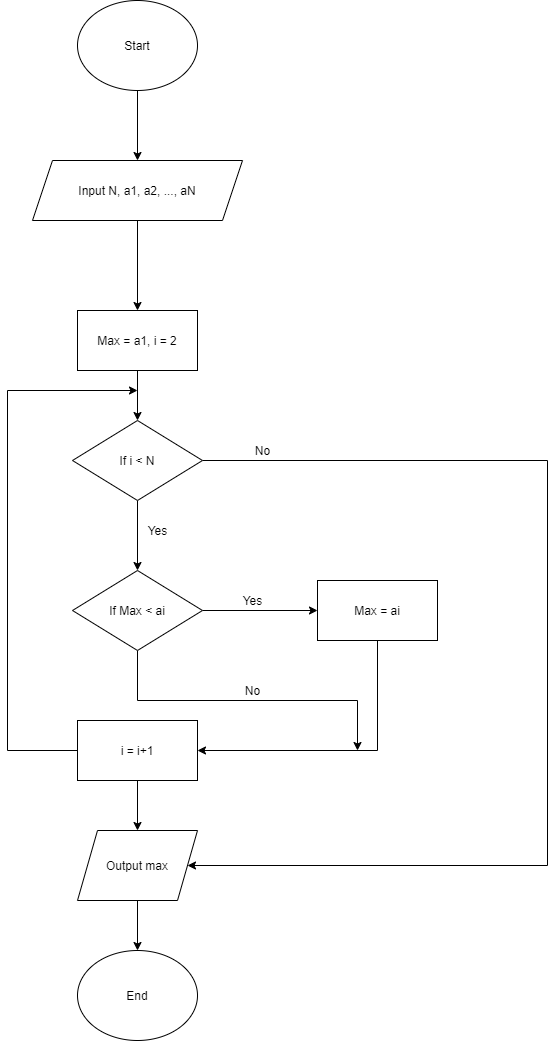 Start
Input N, a1, a2, ..., aN
Max = a1, i = 2
If i < N
No
Yes
If Max < ai
Yes
Max = ai
No
i = i+1
Output max
End